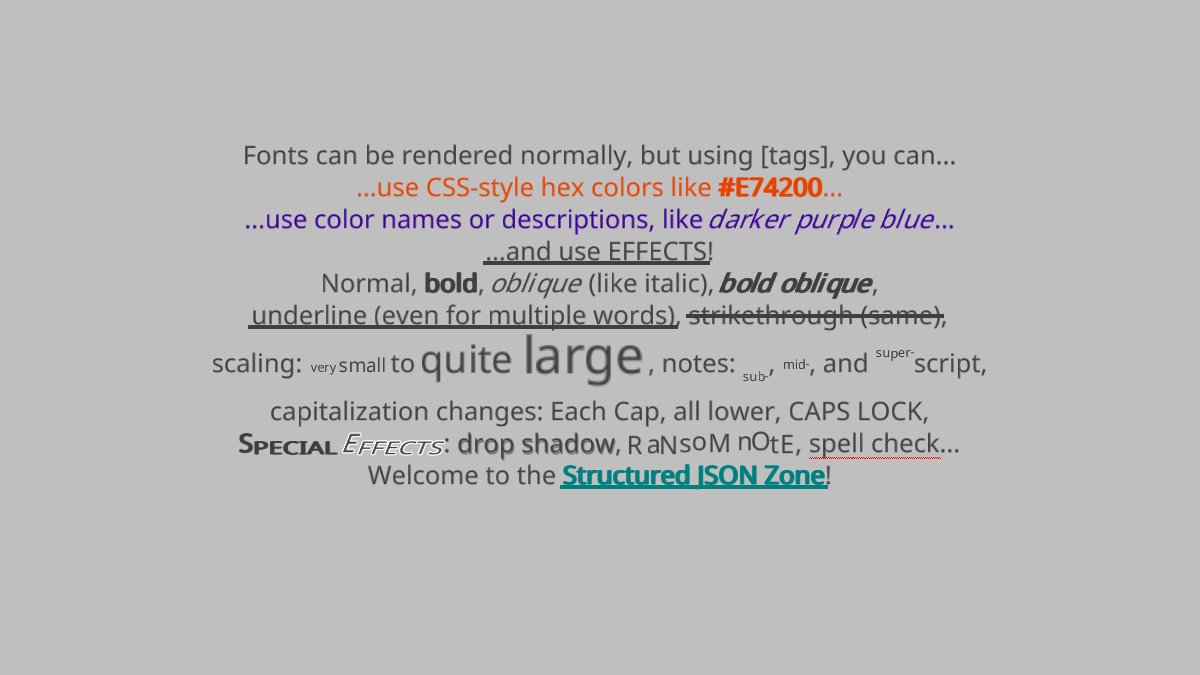 Fonts can be rendered normally, but using [tags], you can...
...use CSS-style hex colors like #E74200...
...use color names or descriptions, like darker purple blue...
...and use EFFECTS!
Normal, bold, oblique (like italic), bold oblique,
underline (even for multiple words), strikethrough (same),
scaling: very small to quite large, notes: sub-, mid-, and super-script,
capitalization changes: Each Cap, all lower, CAPS LOCK,
SPECIAL EFFECTS: drop shadow, RaNsoM nOtE, spell check...
Welcome to the Structured JSON Zone!